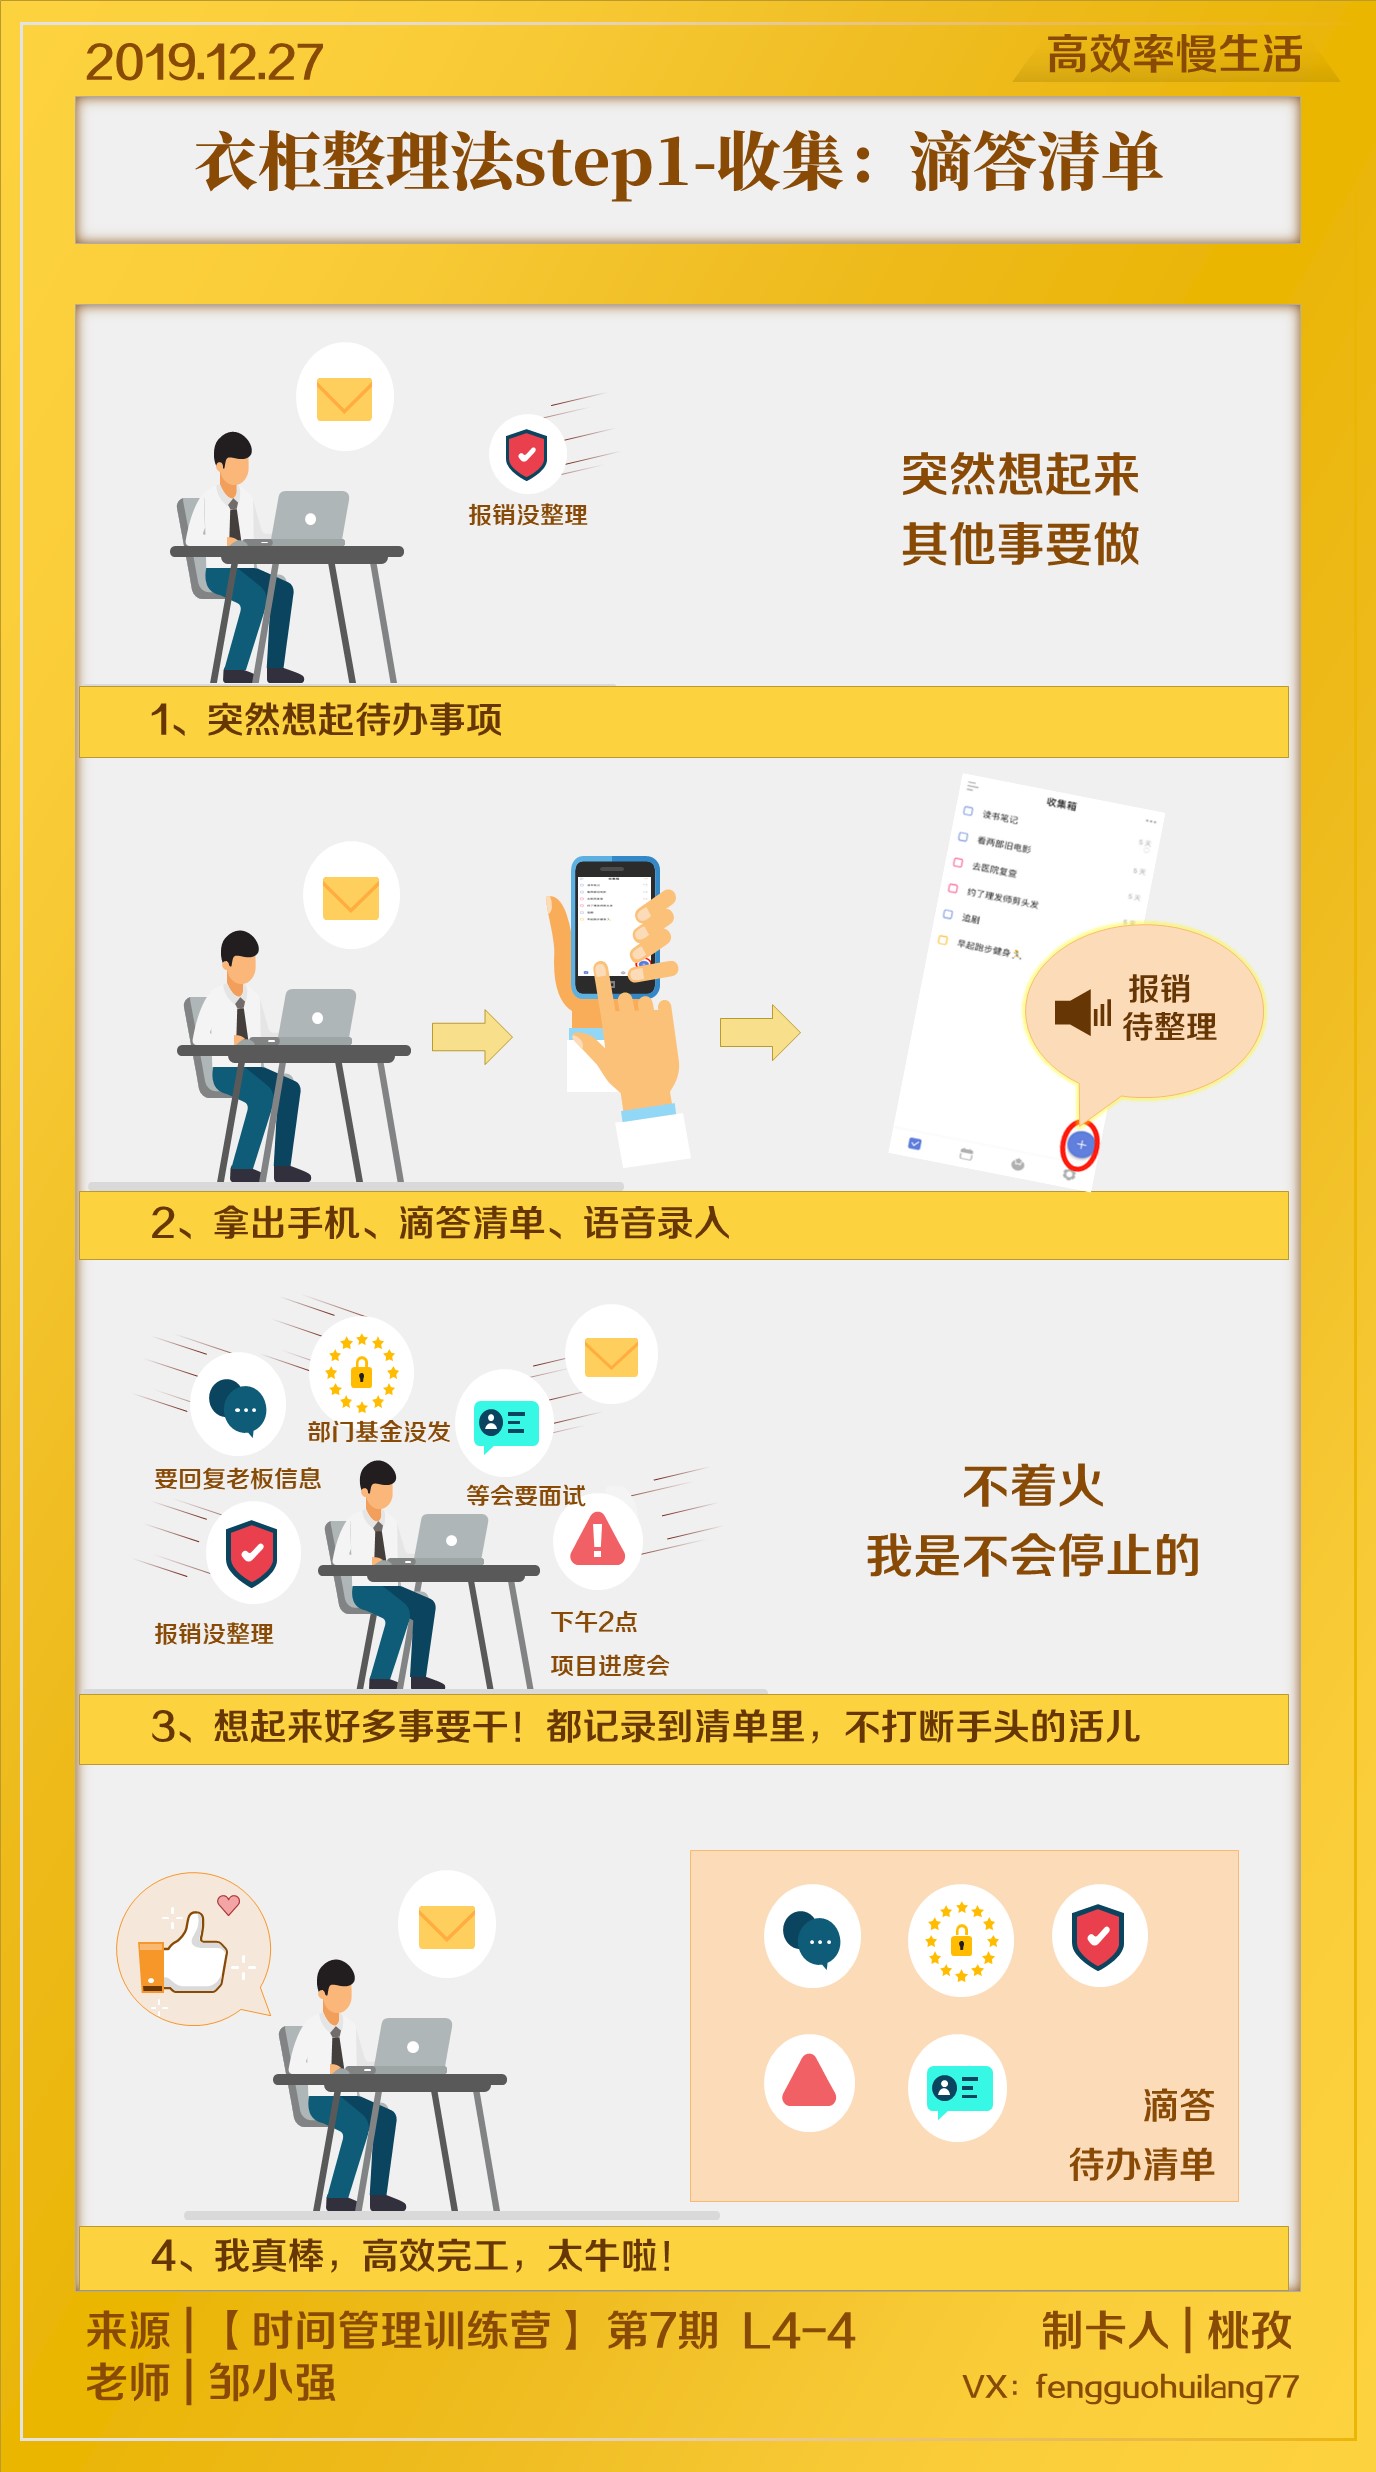 2019.12.27
高效率慢生活
衣柜整理法step1-收集：滴答清单
报销没整理
突然想起来
其他事要做
1、突然想起待办事项
收集箱
读书笔记
5 天
看两部旧电影
5 天
去医院复查
5 天
约了理发师剪头发
5 天
追剧
早起跑步健身
报销
待整理
2、拿出手机、滴答清单、语音录入
部门基金没发
要回复老板信息
等会要面试
报销没整理
下午2点
项目进度会
不着火
我是不会停止的
3、想起来好多事要干！都记录到清单里，不打断手头的活儿
滴答
待办清单
4、我真棒，高效完工，太牛啦！
来源｜【时间管理训练营】第7期 L4-4
老师｜邹小强
制卡人｜桃孜
VX：fengguohuilang77